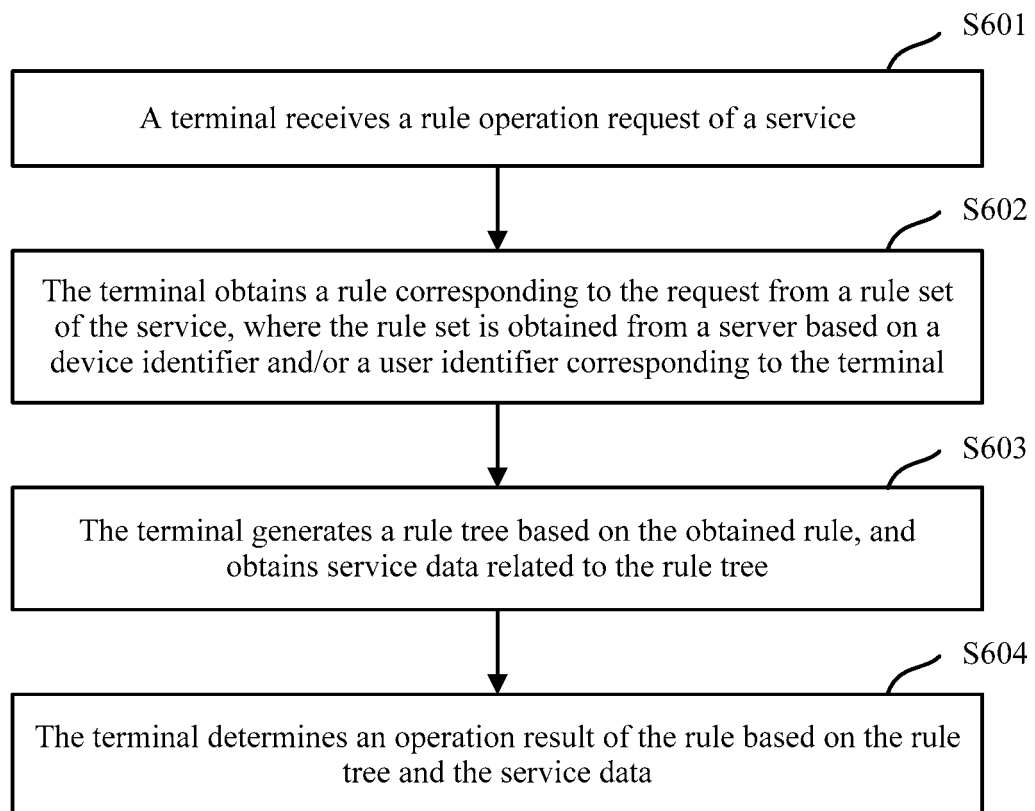 S601
A terminal receives a rule operation request of a service
S602
The terminal obtains a rule corresponding to the request from a rule set
of the service, where the rule set is obtained from a server based on a
device identifier and/or a user identifier corresponding to the terminal
S603
The terminal generates a rule tree based on the obtained rule, and
obtains service data related to the rule tree
S604
The terminal determines an operation result of the rule based on the rule
tree and the service data